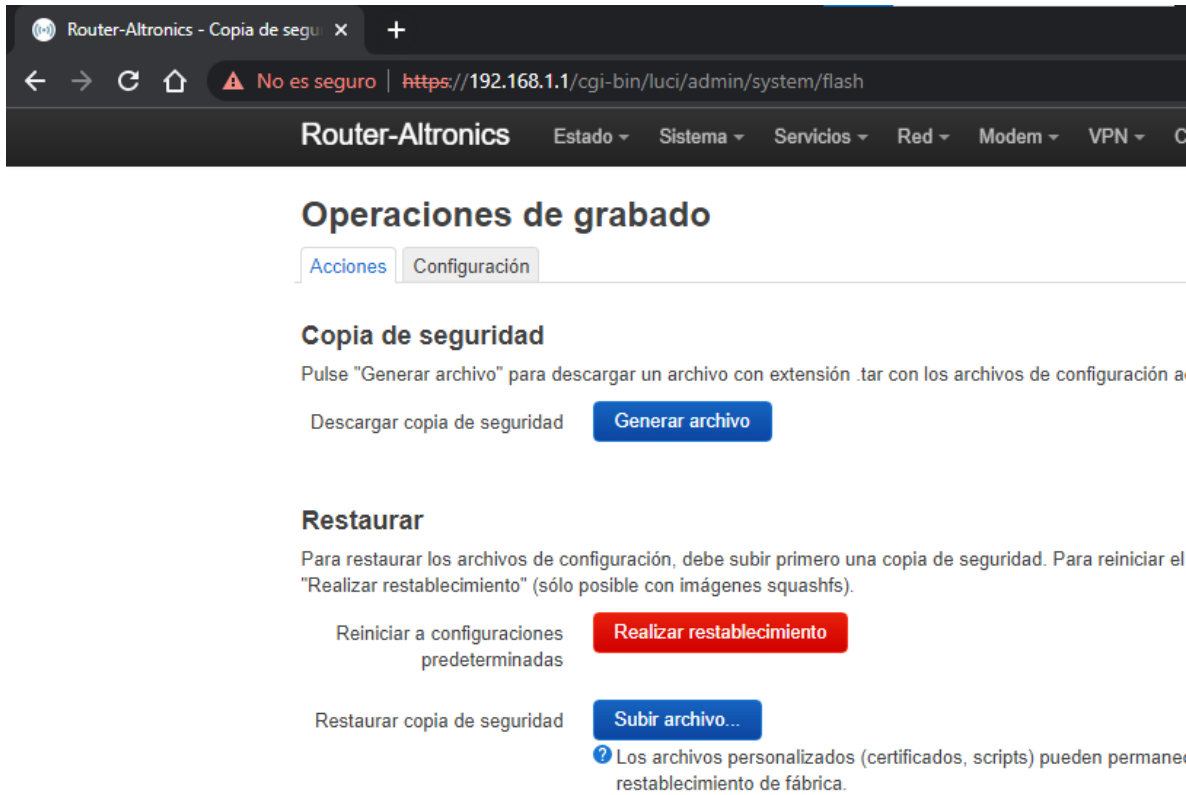 Router-Altronics - Copia de segu
No es seguro | https://192.168.1.1/cgi-bin/luci/admin/system/flash
Router-Altronics Estado Sistema Servicios Red Modem VPN C
Operaciones de grabado
Acciones Configuración
Copia de seguridad
Pulse "Generar archivo" para descargar un archivo con extensión .tar con los archivos de configuración a
Descargar copia de seguridad Generar archivo
Restaurar
Para restaurar los archivos de configuración, debe subir primero una copia de seguridad. Para reiniciar el
"Realizar restablecimiento" (sólo posible con imágenes squashfs).
Reiniciar a configuraciones Realizar restablecimiento
predeterminadas
Restaurar copia de seguridad Subir archivo...
Los archivos personalizados (certificados, scripts) pueden permanec
restablecimiento de fábrica.